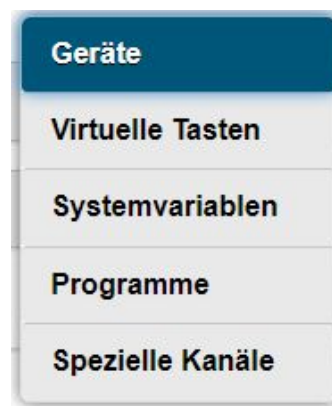 Geräte
Virtuelle Tasten
Systemvariablen
Programme
Spezielle Kanäle